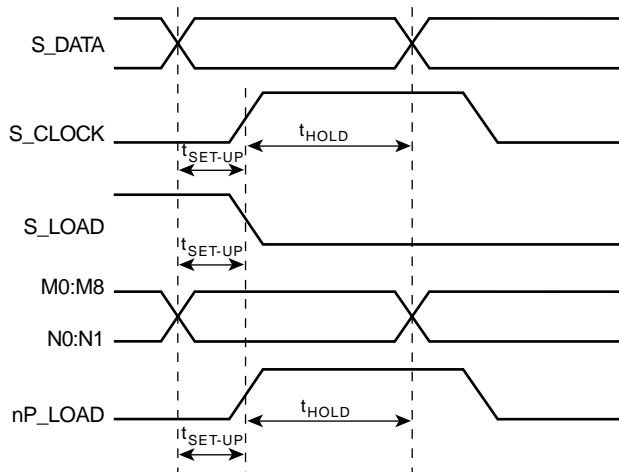 S_DATA
S_CLOCK
tHOLD
tSET-UP
S_LOAD
tSET-UP
M0:M8
N0:N1
nP_LOAD
tHOLD
tSET-UP